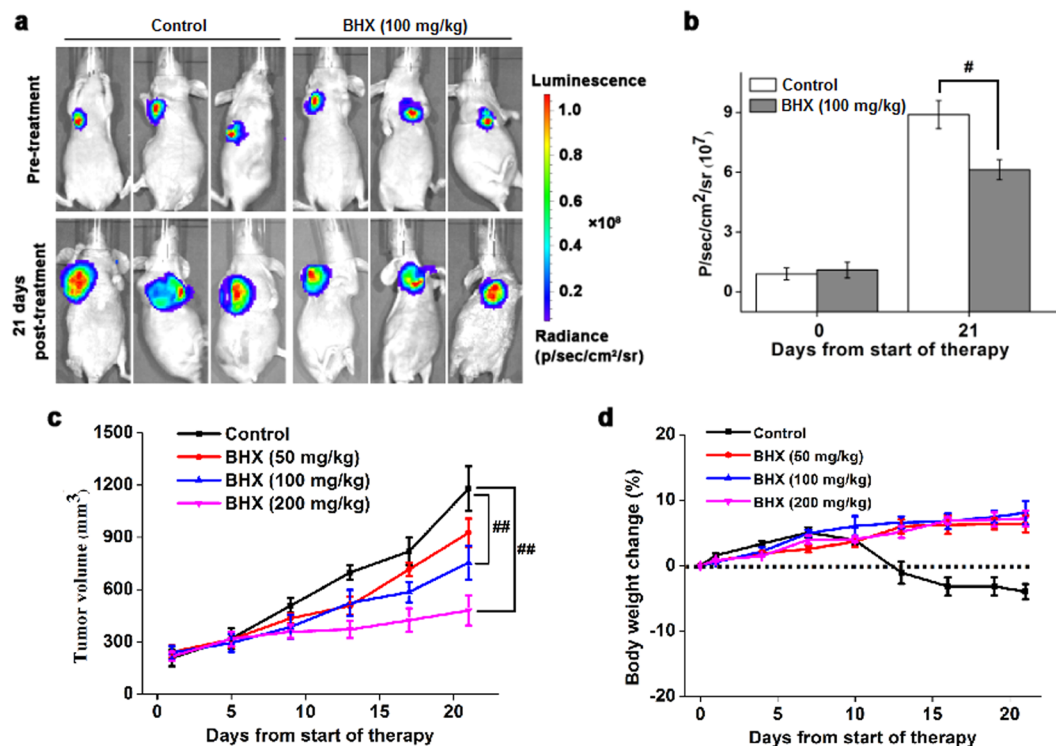 a
Control
BHX (100 mg/kg)
Pre-treatment
21 days
post-treatment
Luminescence
1.0
0.8
0.6
×10⁸
0.4
0.2
Radiance
(p/sec/cm²/sr)
b
Control
BHX (100 mg/kg)
#
P/sec/cm²/sr (10⁷)
9
6
3
0
0
21
Days from start of therapy
c
Control
BHX (50 mg/kg)
BHX (100 mg/kg)
BHX (200 mg/kg)
##
##
Tumor volume (mm³)
1500
1200
900
600
300
0
0
5
10
15
20
Days from start of therapy
d
Control
BHX (50 mg/kg)
BHX (100 mg/kg)
BHX (200 mg/kg)
Body weight change (%)
20
10
0
-10
-20
0
5
10
15
20
Days from start of therapy